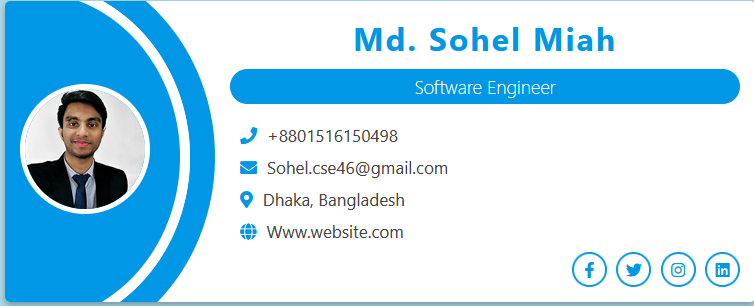 Md. Sohel Miah
Software Engineer
+8801516150498
Sohel.cse46@gmail.com
Dhaka, Bangladesh
Www.website.com